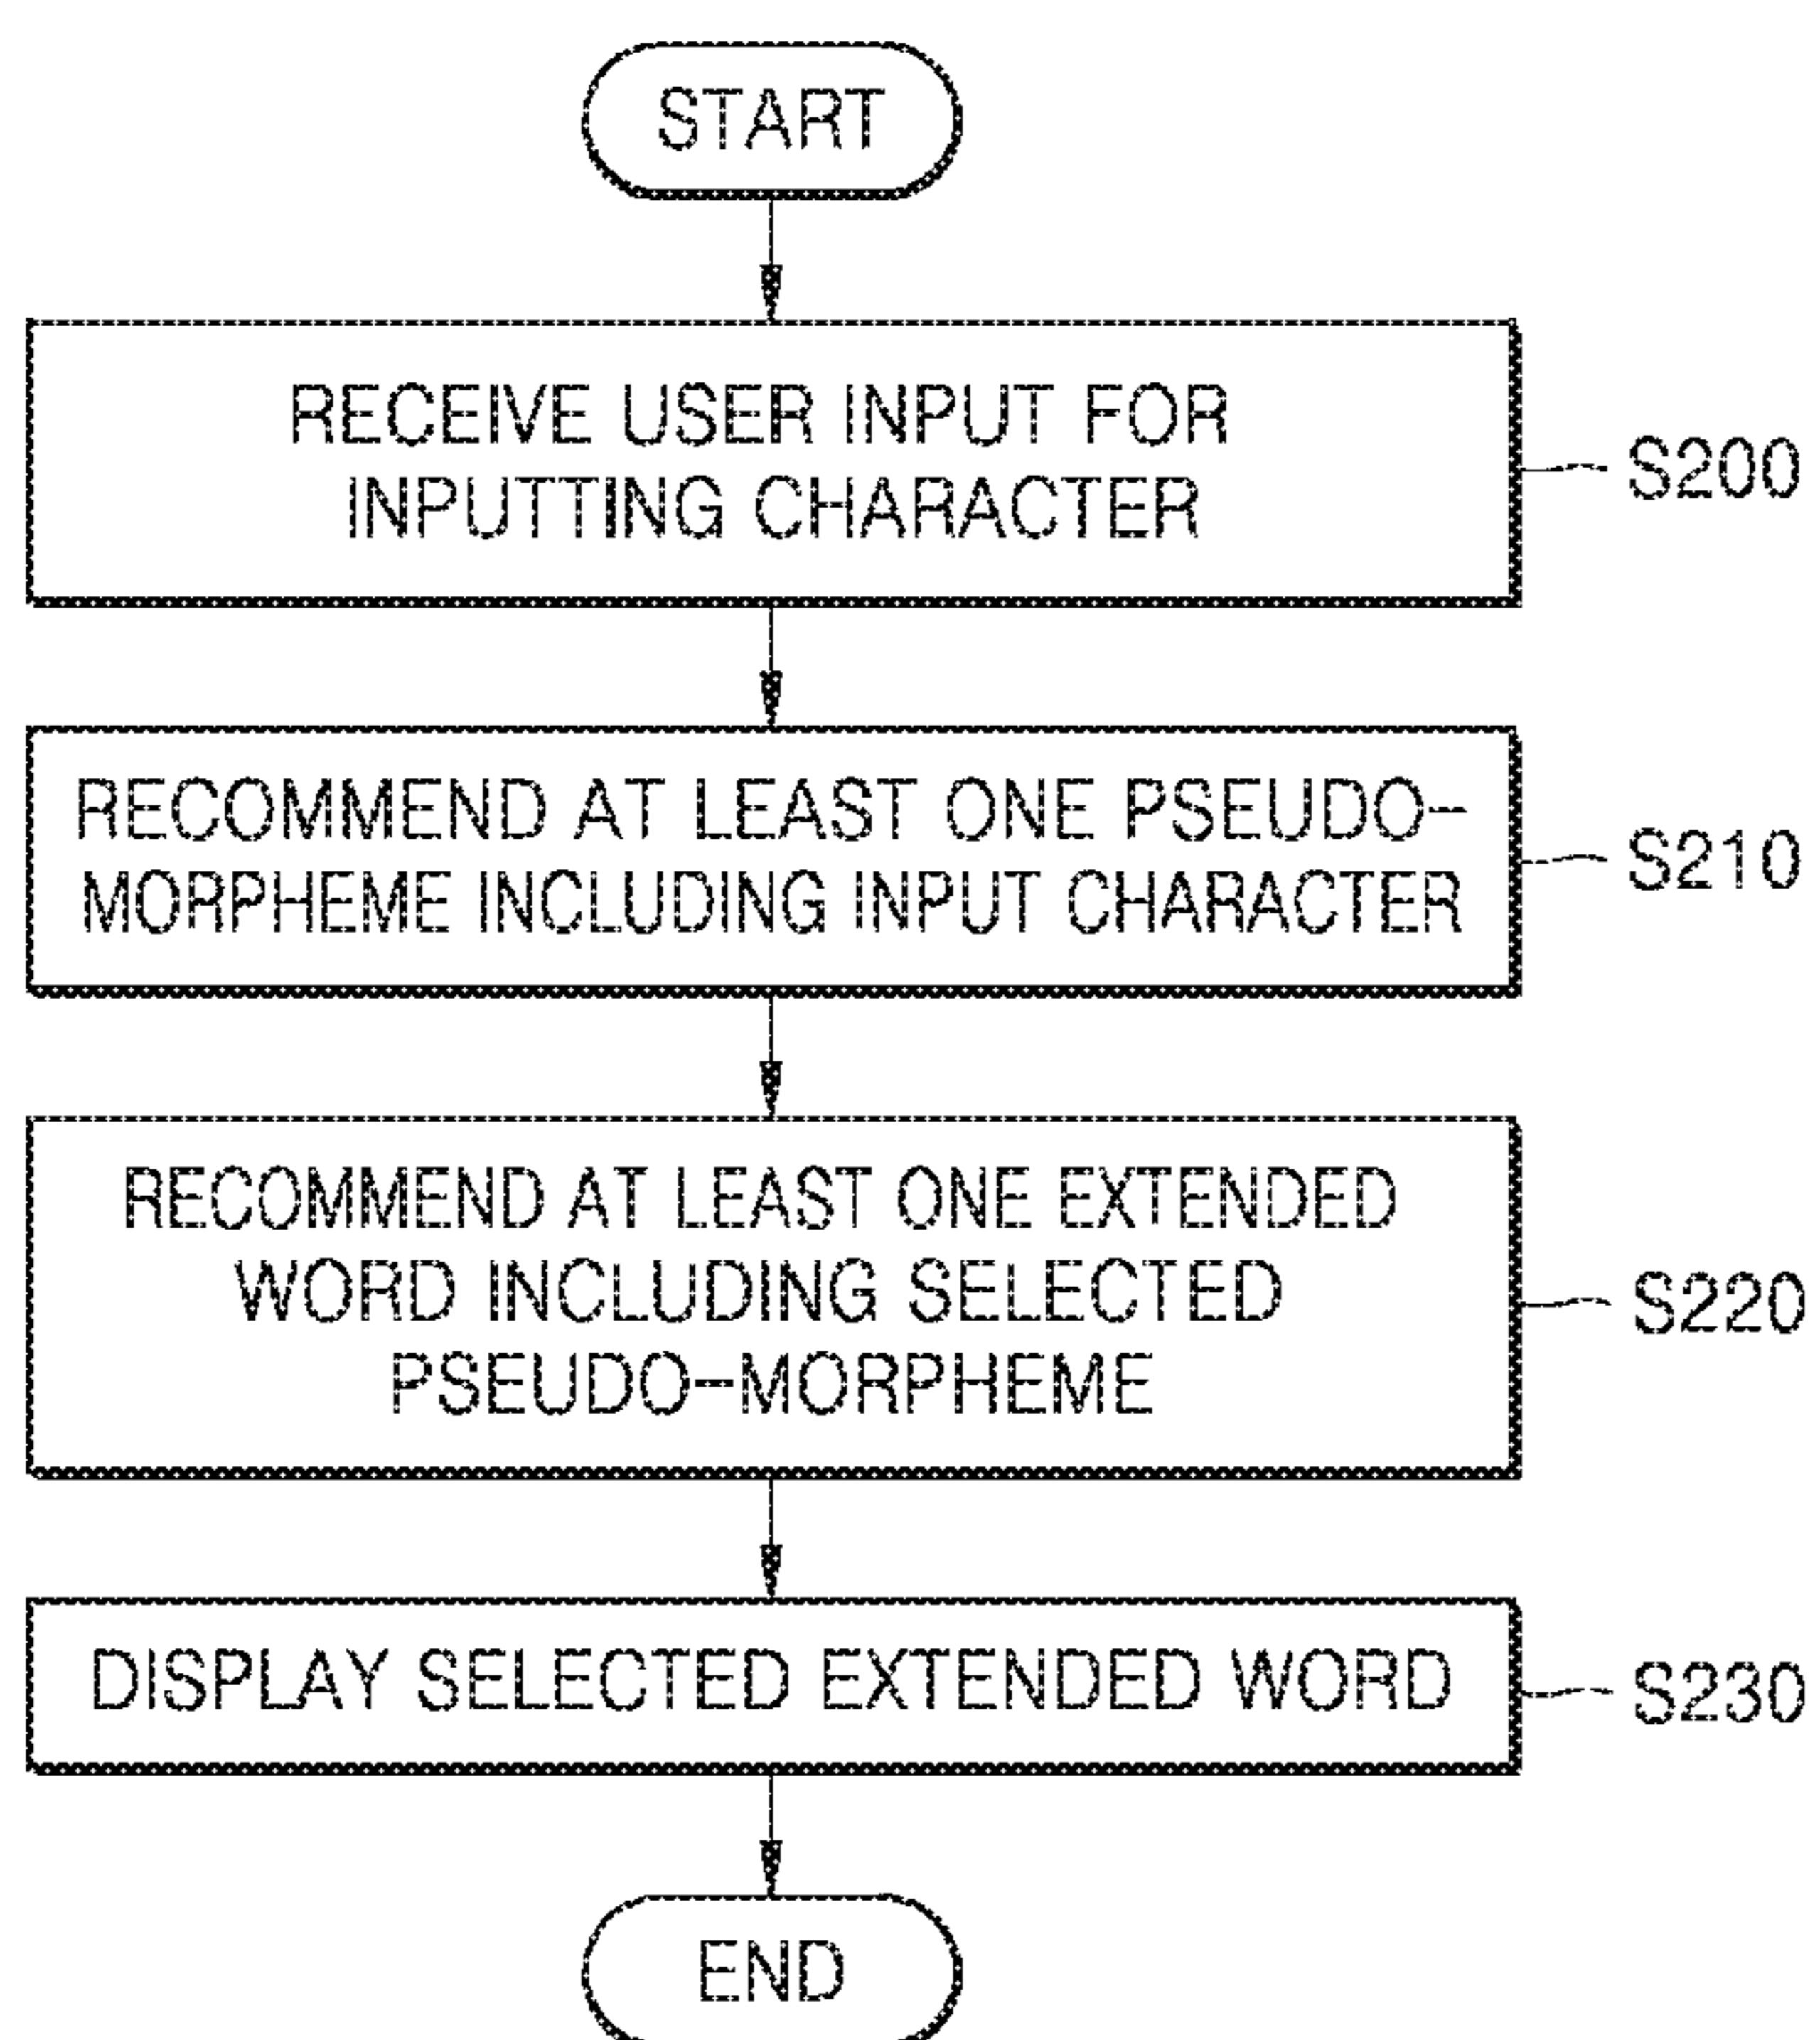 START
RECEIVE USER INPUT FOR
INPUTTING CHARACTER
S200
RECOMMEND AT LEAST ONE PSEUDO-
MORPHEME INCLUDING INPUT CHARACTER
S210
RECOMMEND AT LEAST ONE EXTENDED
WORD INCLUDING SELECTED
PSEUDO-MORPHEME
S220
DISPLAY SELECTED EXTENDED WORD
S230
END